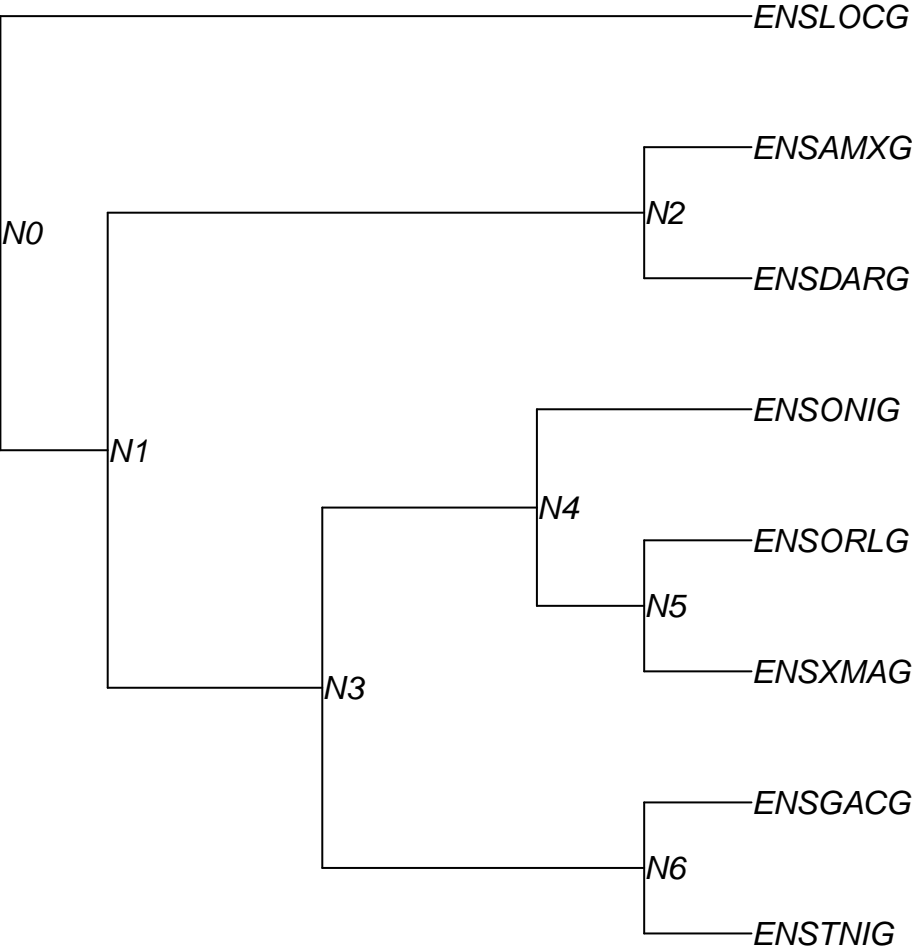 ENSLOCG
ENSAMXG
N2
N0
ENSDARG
ENSONIG
N1
N4
ENSORLG
N5
ENSXMAG
N3
ENSGACG
N6
ENSTNIG